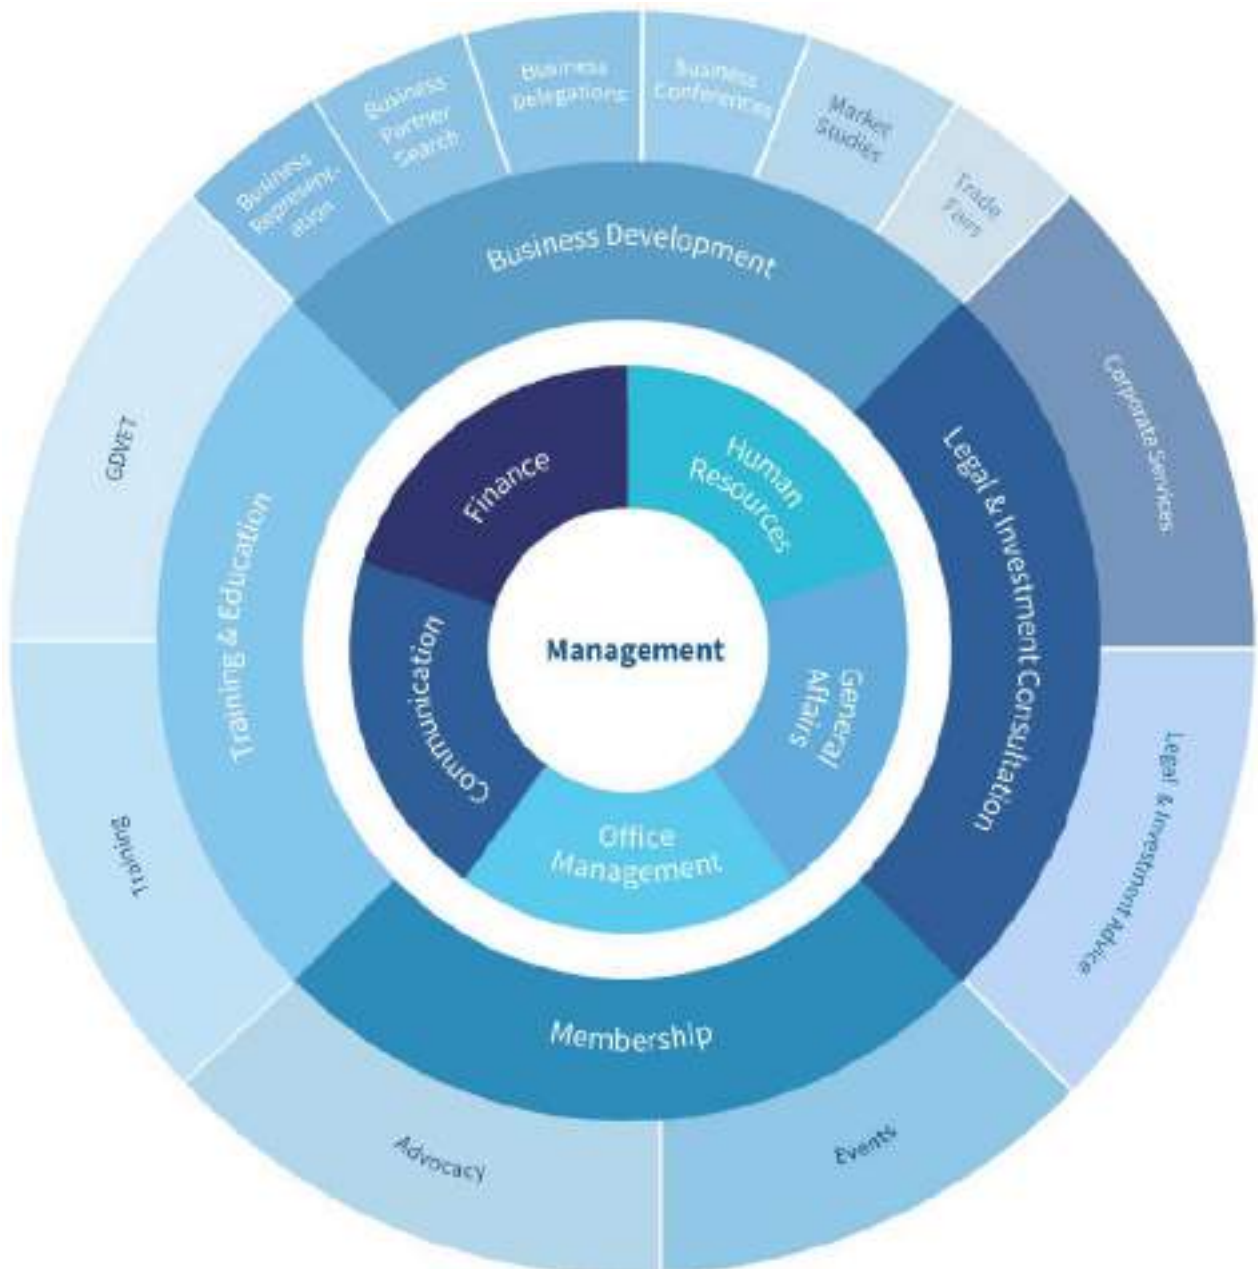 Business
Represent-
ation
Business
Partner
Search
Business
Delegations
Business
Conferences
Market
Studies
Trade
Fairs
Business Development
Corporate Services
Legal & Investment Consultation
Legal & Investment Advice
Membership
Events
Advocacy
Training & Education
Training
GDVET
Finance
Human
Resources
General
Affairs
Office
Management
Communication
Management